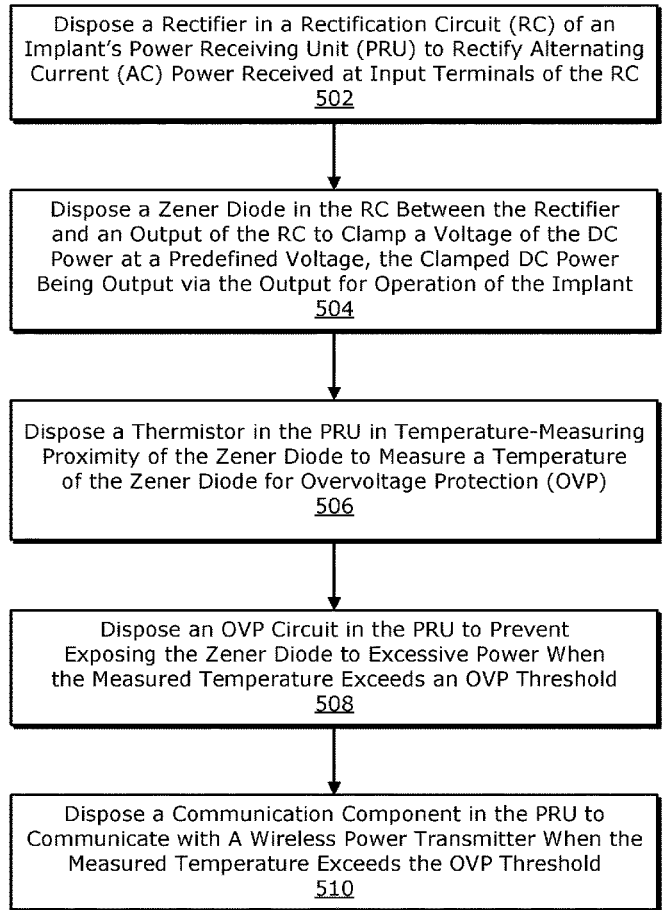 Dispose a Rectifier in a Rectification Circuit (RC) of an
Implant's Power Receiving Unit (PRU) to Rectify Alternating
Current (AC) Power Received at Input Terminals of the RC
502
Dispose a Zener Diode in the RC Between the Rectifier
and an Output of the RC to Clamp a Voltage of the DC
Power at a Predefined Voltage, the Clamped DC Power
Being Output via the Output for Operation of the Implant
504
Dispose a Thermistor in the PRU in Temperature-Measuring
Proximity of the Zener Diode to Measure a Temperature
of the Zener Diode for Overvoltage Protection (OVP)
506
Dispose an OVP Circuit in the PRU to Prevent
Exposing the Zener Diode to Excessive Power When
the Measured Temperature Exceeds an OVP Threshold
508
Dispose a Communication Component in the PRU to
Communicate with A Wireless Power Transmitter When the
Measured Temperature Exceeds the OVP Threshold
510